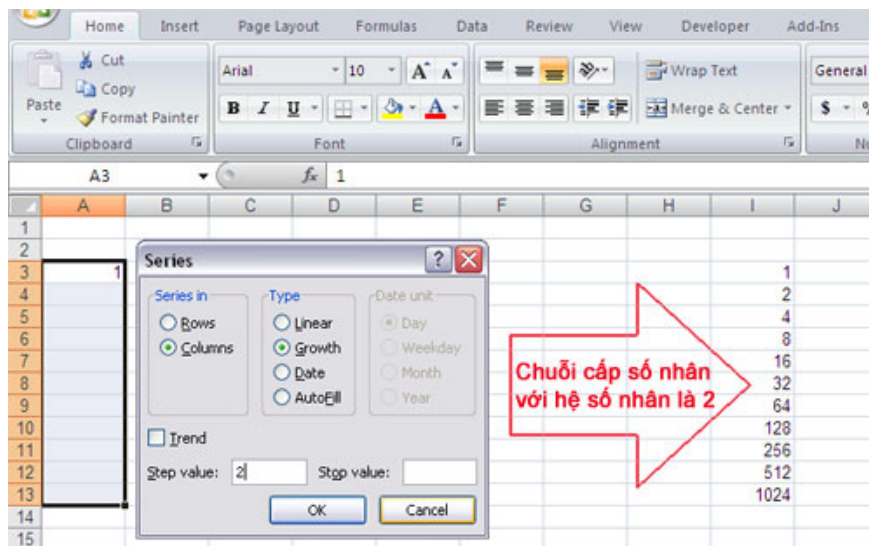 Home Insert Page Layout Formulas Data Review View Developer Add-Ins
Cut
Copy
Paste
Format Painter
Clipboard
Arial 10 A A
B I U A
Font
Wrap Text
Merge & Center
Alignment
General
$
A3 fx 1
A B C D E F G H I J
1
2
3 1 1
4 2
5 4
6 8
7 16
8 32
9 64
10 128
11 256
12 512
13 1024
14
15
Series ?
Series in
Rows
Columns
Type
Linear
Growth
Date
AutoFill
Date unit
Day
Weekday
Month
Year
Trend
Step value: 2 Stop value:
OK Cancel
Chuỗi cấp số nhân
với hệ số nhân là 2